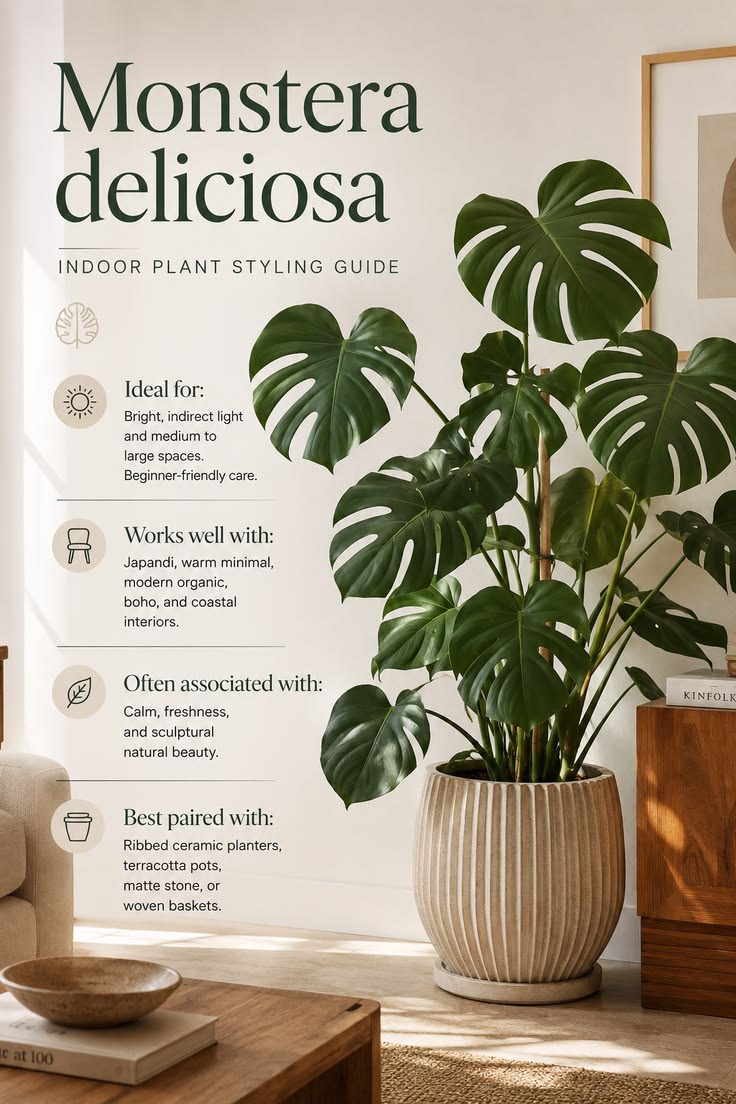 Monstera
deliciosa
INDOOR PLANT STYLING GUIDE
Ideal for:
Bright, indirect light
and medium to
large spaces.
Beginner-friendly care.
Works well with:
Japandi, warm minimal,
modern organic,
boho, and coastal
interiors.
Often associated with:
Calm, freshness,
and sculptural
natural beauty.
Best paired with:
Ribbed ceramic planters,
terracotta pots,
matte stone, or
woven baskets.
KINFOLK
at 100